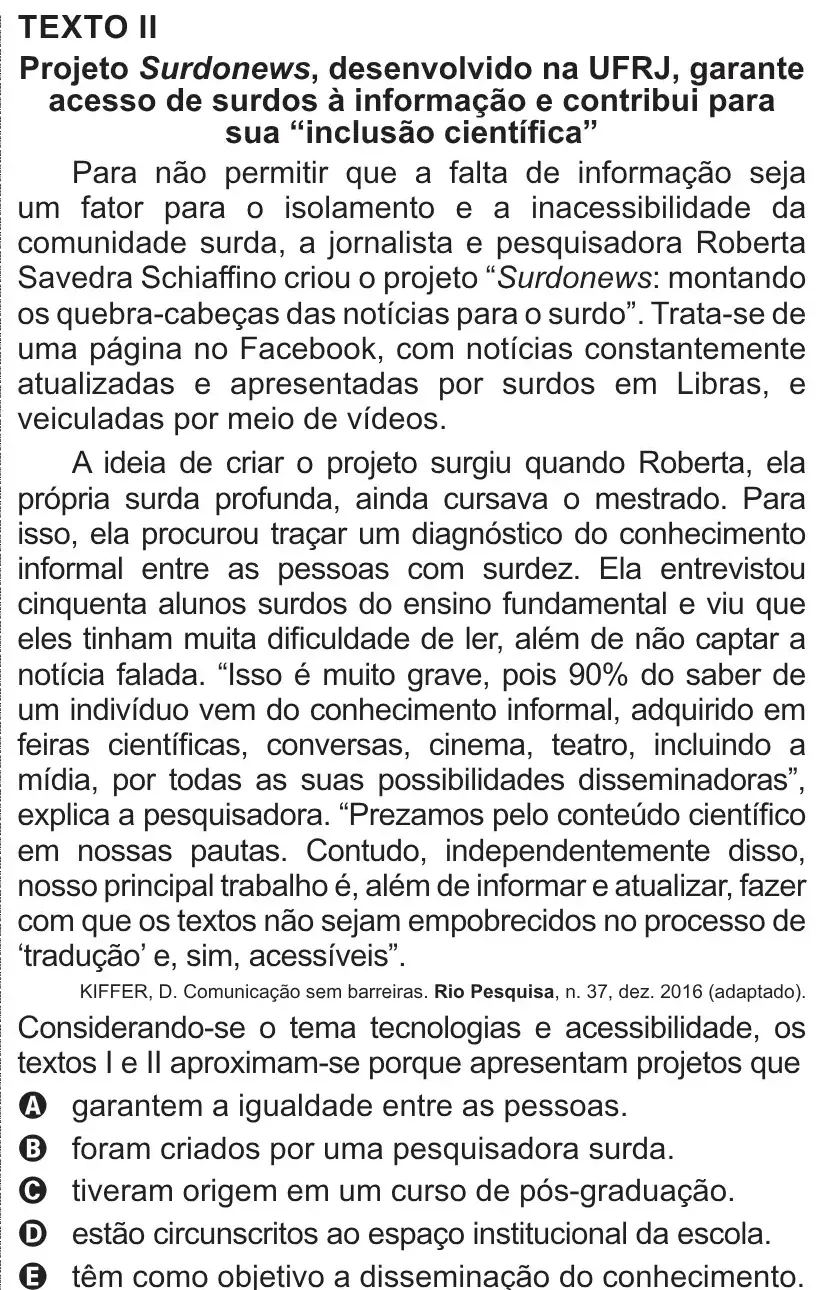 TEXTO II
Projeto Surdonews, desenvolvido na UFRJ, garante
acesso de surdos à informação e contribui para
sua “inclusão científica”
Para não permitir que a falta de informação seja
um fator para o isolamento e a inacessibilidade da
comunidade surda, a jornalista e pesquisadora Roberta
Savedra Schiaffino criou o projeto “Surdonews: montando
os quebra-cabeças das notícias para o surdo”. Trata-se de
uma página no Facebook, com notícias constantemente
atualizadas e apresentadas por surdos em Libras, e
veiculadas por meio de vídeos.
A ideia de criar o projeto surgiu quando Roberta, ela
própria surda profunda, ainda cursava o mestrado. Para
isso, ela procurou traçar um diagnóstico do conhecimento
informal entre as pessoas com surdez. Ela entrevistou
cinquenta alunos surdos do ensino fundamental e viu que
eles tinham muita dificuldade de ler, além de não captar a
notícia falada. “Isso é muito grave, pois 90% do saber de
um indivíduo vem do conhecimento informal, adquirido em
feiras científicas, conversas, cinema, teatro, incluindo a
mídia, por todas as suas possibilidades disseminadoras”,
explica a pesquisadora. “Prezamos pelo conteúdo científico
em nossas pautas. Contudo, independentemente disso,
nosso principal trabalho é, além de informar e atualizar, fazer
com que os textos não sejam empobrecidos no processo de
‘tradução’ e, sim, acessíveis”.
KIFFER, D. Comunicação sem barreiras. Rio Pesquisa, n. 37, dez. 2016 (adaptado).
Considerando-se o tema tecnologias e acessibilidade, os
textos I e II aproximam-se porque apresentam projetos que
A garantem a igualdade entre as pessoas.
B foram criados por uma pesquisadora surda.
C tiveram origem em um curso de pós-graduação.
D estão circunscritos ao espaço institucional da escola.
E têm como objetivo a disseminação do conhecimento.